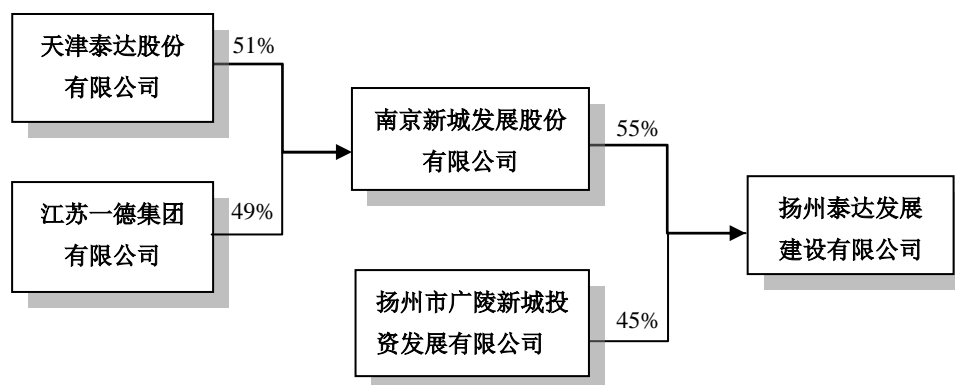 天津泰达股份
有限公司
51%
江苏一德集团
有限公司
49%
南京新城发展股份
有限公司
55%
扬州市广陵新城投
资发展有限公司
45%
扬州泰达发展
建设有限公司